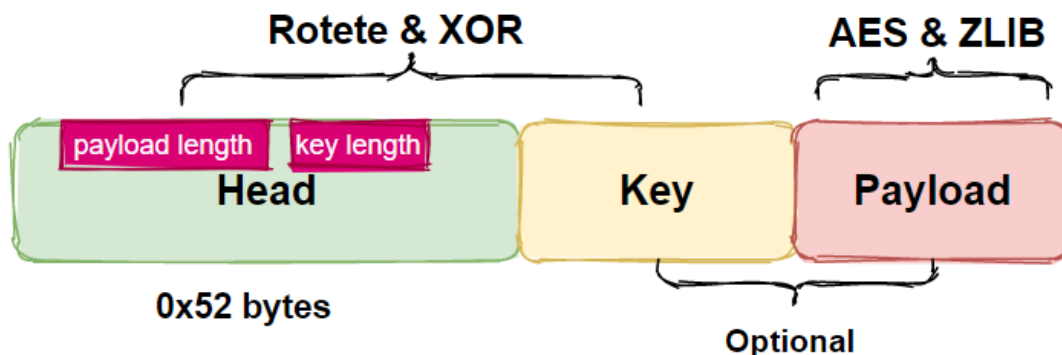 Rotete & XOR
AES & ZLIB
payload length
key length
Head
Key
Payload
0x52 bytes
Optional